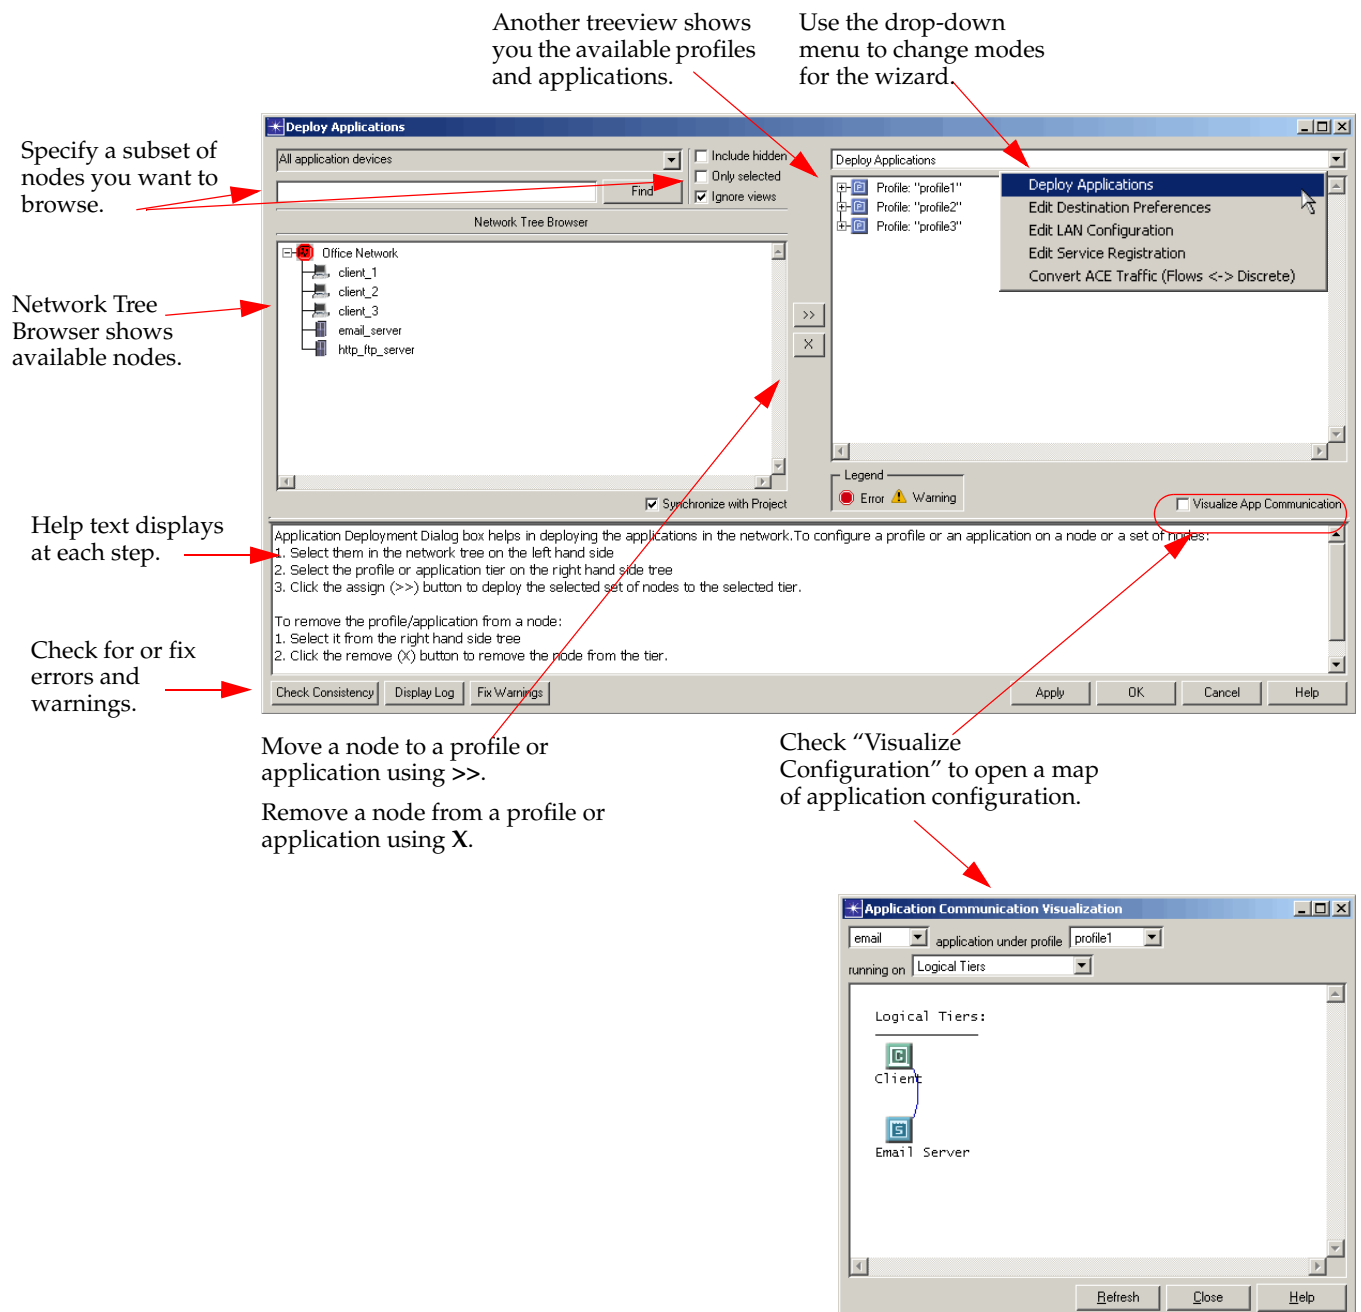 Another treeview shows
you the available profiles
and applications.
Use the drop-down
menu to change modes
for the wizard.
Specify a subset of
nodes you want to
browse.
Network Tree
Browser shows
available nodes.
Help text displays
at each step.
Check for or fix
errors and
warnings.
Deploy Applications
All application devices
Find
Include hidden
Only selected
Ignore views
Network Tree Browser
Office Network
client_1
client_2
client_3
email_server
http_ftp_server
>>
X
Synchronize with Project
Deploy Applications
Profile: "profile1"
Profile: "profile2"
Profile: "profile3"
Deploy Applications
Edit Destination Preferences
Edit LAN Configuration
Edit Service Registration
Convert ACE Traffic (Flows <-> Discrete)
Legend
Error
Warning
Visualize App Communication
Application Deployment Dialog box helps in deploying the applications in the network.To configure a profile or an application on a node or a set of nodes:
1. Select them in the network tree on the left hand side
2. Select the profile or application tier on the right hand side tree
3. Click the assign (>>) button to deploy the selected set of nodes to the selected tier.
To remove the profile/application from a node:
1. Select it from the right hand side tree
2. Click the remove (X) button to remove the node from the tier.
Check Consistency
Display Log
Fix Warnings
Apply
OK
Cancel
Help
Move a node to a profile or
application using >>.
Remove a node from a profile or
application using X.
Check “Visualize
Configuration” to open a map
of application configuration.
Application Communication Visualization
email application under profile profile1
running on Logical Tiers
Logical Tiers:
C
Client
S
Email Server
Refresh
Close
Help